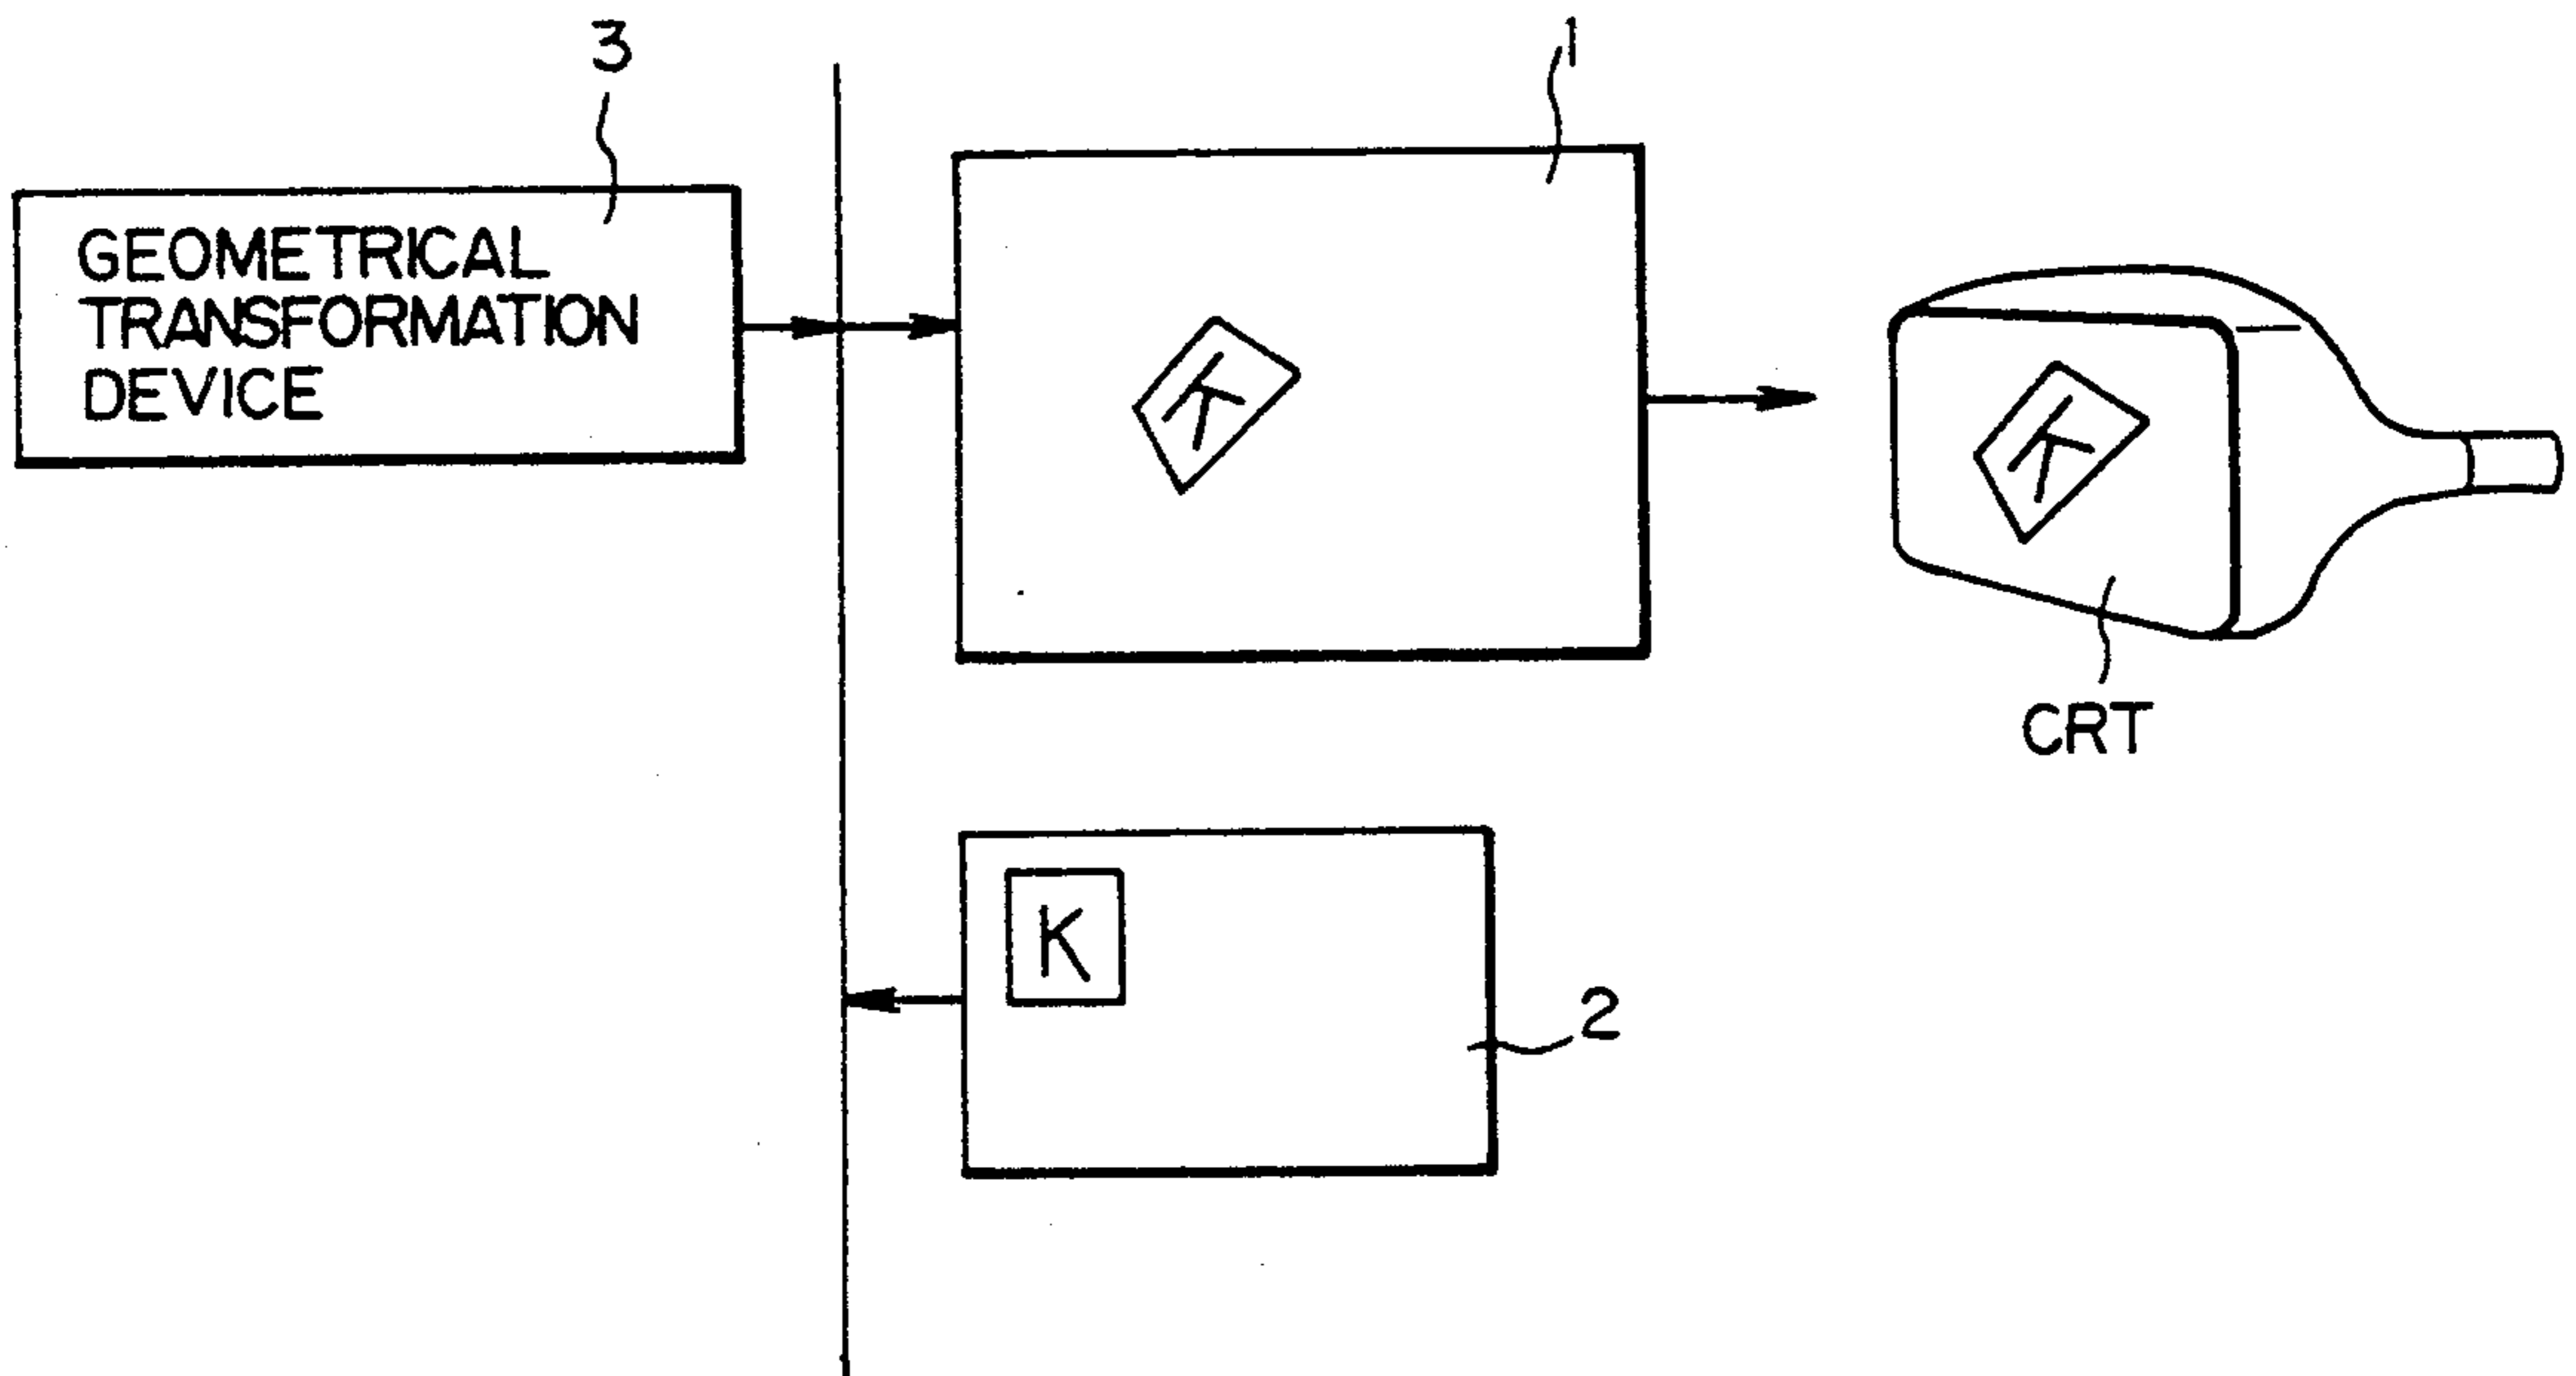 3
1
GEOMETRICAL
TRANSFORMATION
DEVICE
K
K
CRT
K
2